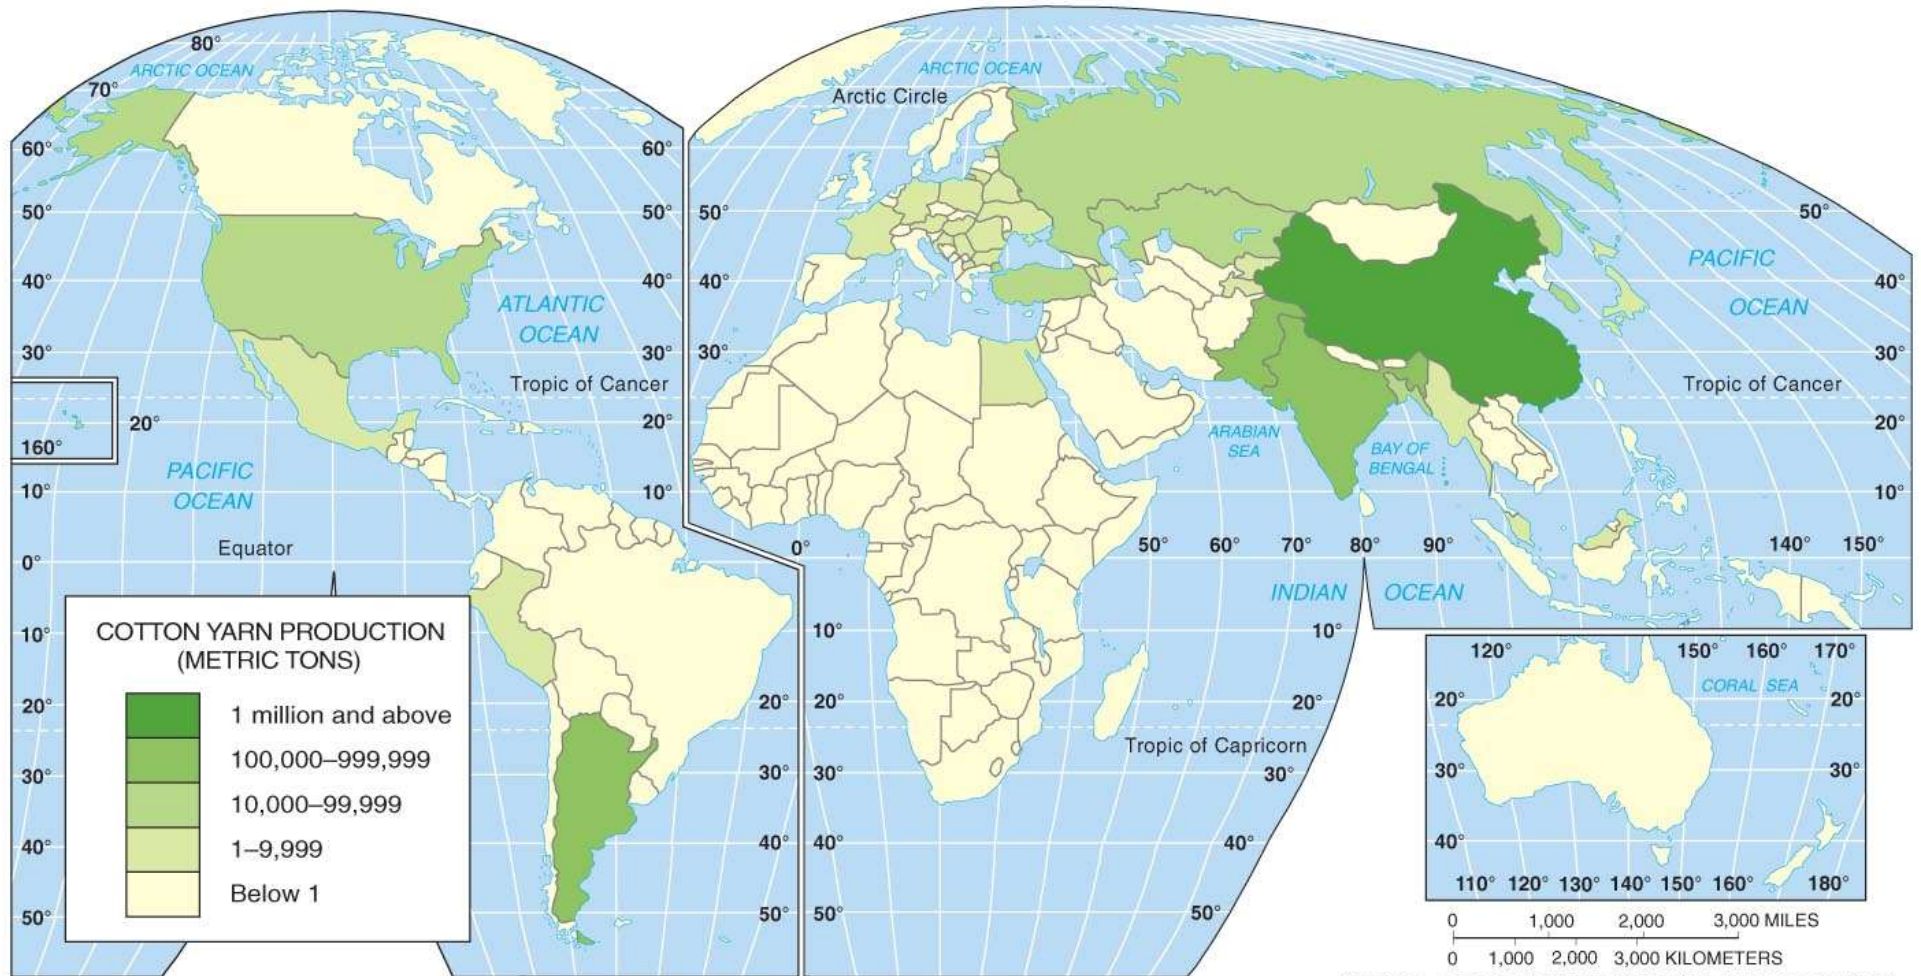 80°
ARCTIC OCEAN
70°
60°
60°
50°
50°
40°
40°
ATLANTIC
OCEAN
30°
30°
Tropic of Cancer
20°
20°
160°
PACIFIC
OCEAN
10°
10°
Equator
0°
10°
20°
20°
30°
30°
40°
40°
50°
50°
COTTON YARN PRODUCTION
(METRIC TONS)
1 million and above
100,000–999,999
10,000–99,999
1–9,999
Below 1
ARCTIC OCEAN
Arctic Circle
50°
50°
PACIFIC
OCEAN
40°
40°
30°
30°
Tropic of Cancer
20°
ARABIAN
SEA
BAY OF
BENGAL
10°
0°
50°
60°
70°
80°
90°
140°
150°
INDIAN
OCEAN
10°
10°
20°
20°
Tropic of Capricorn
30°
30°
40°
40°
50°
50°
120°
150°
160°
170°
CORAL SEA
20°
20°
30°
30°
40°
110°
120°
130°
140°
150°
160°
180°
0 1,000 2,000 3,000 MILES
0 1,000 2,000 3,000 KILOMETERS